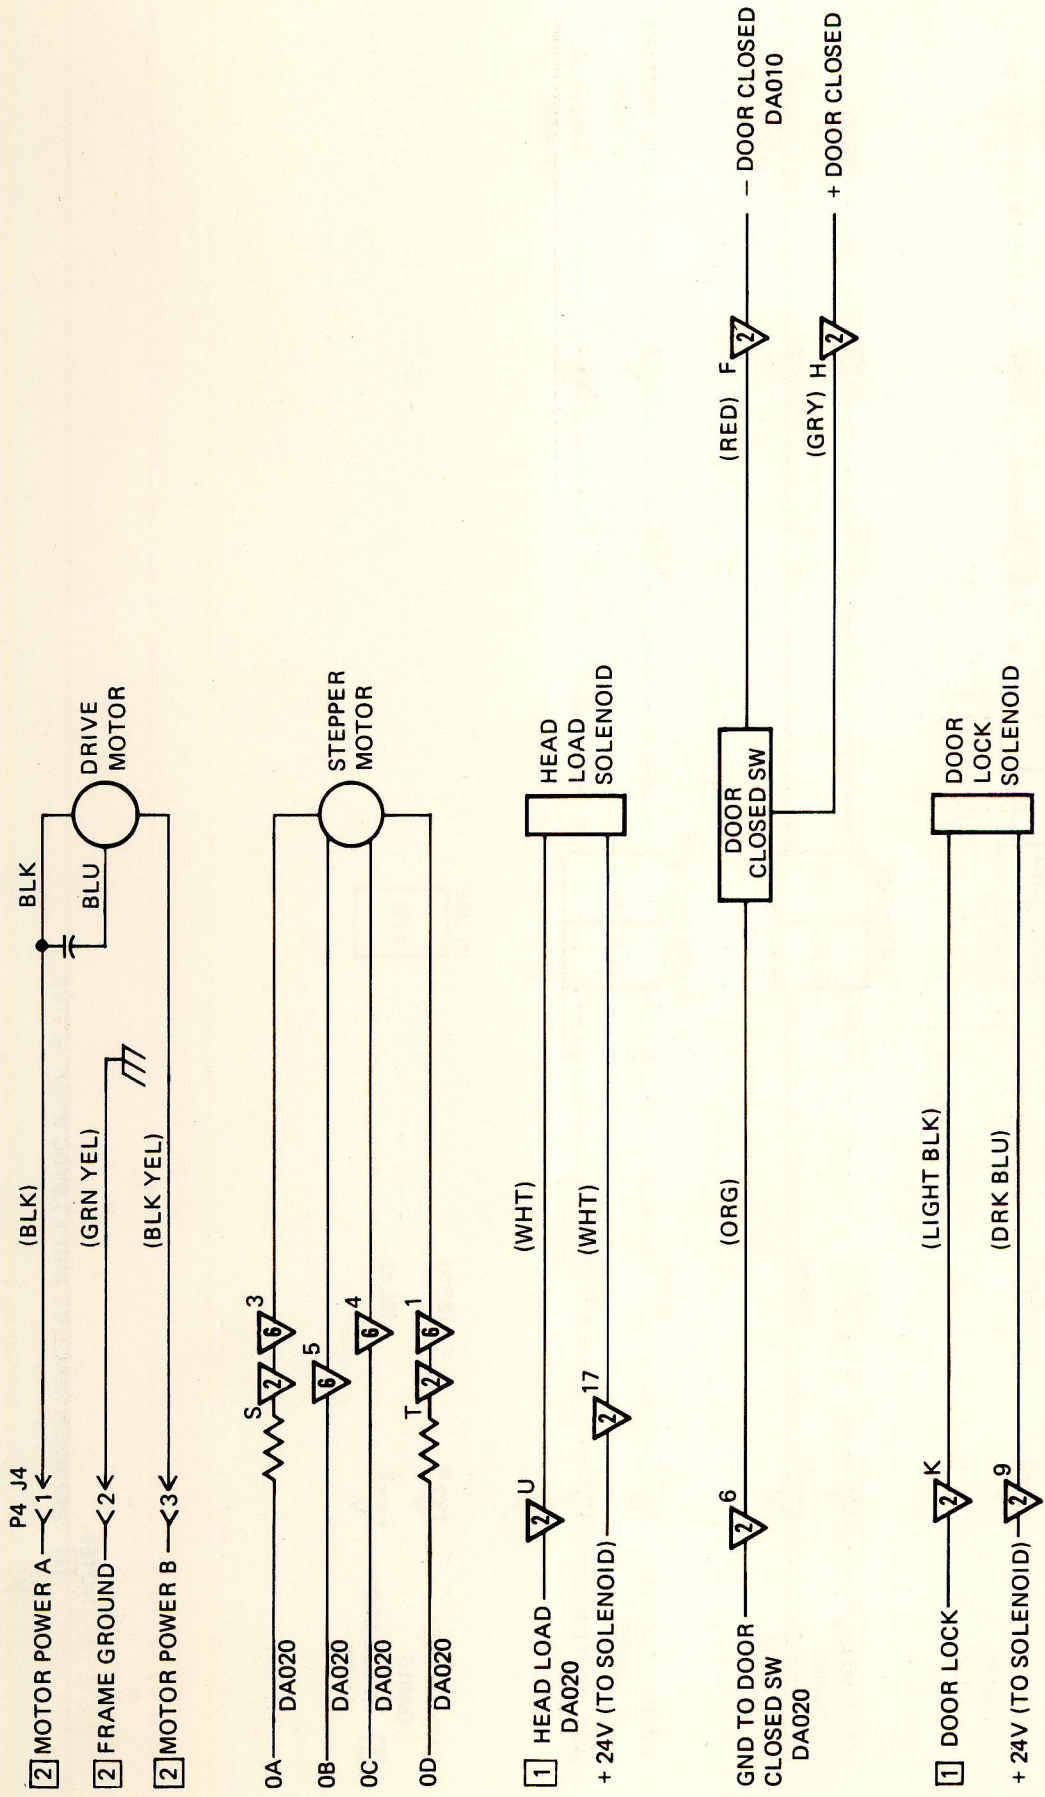 P4 J4
2 MOTOR POWER A 1 (BLK) BLK
DRIVE
MOTOR
BLU
2 FRAME GROUND 2 (GRN YEL)
2 MOTOR POWER B 3 (BLK YEL)
0A DA020 S 2 6 3
STEPPER
MOTOR
0B DA020 6 5
0C DA020 6 4
0D DA020 T 2 6 1
1 HEAD LOAD 2 U (WHT)
DA020
HEAD
LOAD
SOLENOID
+ 24V (TO SOLENOID) 2 17 (WHT)
GND TO DOOR 2 6 (ORG)
CLOSED SW
DA020
DOOR
CLOSED SW
(RED) F 2 – DOOR CLOSED
DA010
(GRY) H 2 + DOOR CLOSED
1 DOOR LOCK 2 K (LIGHT BLK)
DOOR
LOCK
SOLENOID
+ 24V (TO SOLENOID) 2 9 (DRK BLU)